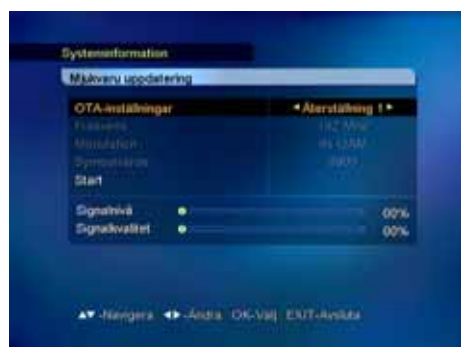 Systeminformation
Mjukvaru uppdatering
OTA-inställningar ◄Återställning 1►
Frekvens
Modulation
Symbolrate
Start
Signalnivå 00%
Signalkvalitet 00%
▲▼-Navigera ◄►-Ändra OK-Välj EXIT-Avsluta